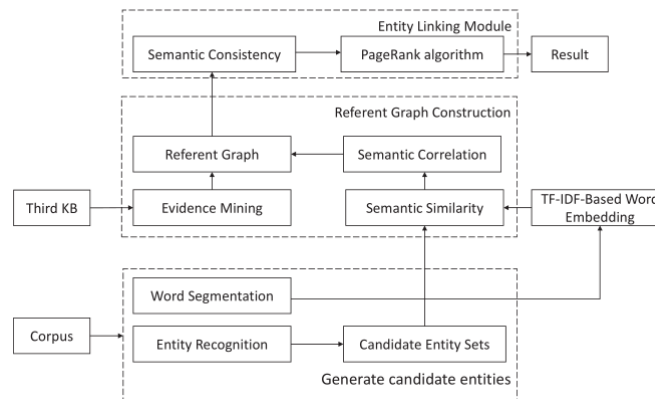 Entity Linking Module
Semantic Consistency
PageRank algorithm
Result
Referent Graph Construction
Referent Graph
Semantic Correlation
Third KB
Evidence Mining
Semantic Similarity
TF-IDF-Based Word
Embedding
Word Segmentation
Corpus
Entity Recognition
Candidate Entity Sets
Generate candidate entities